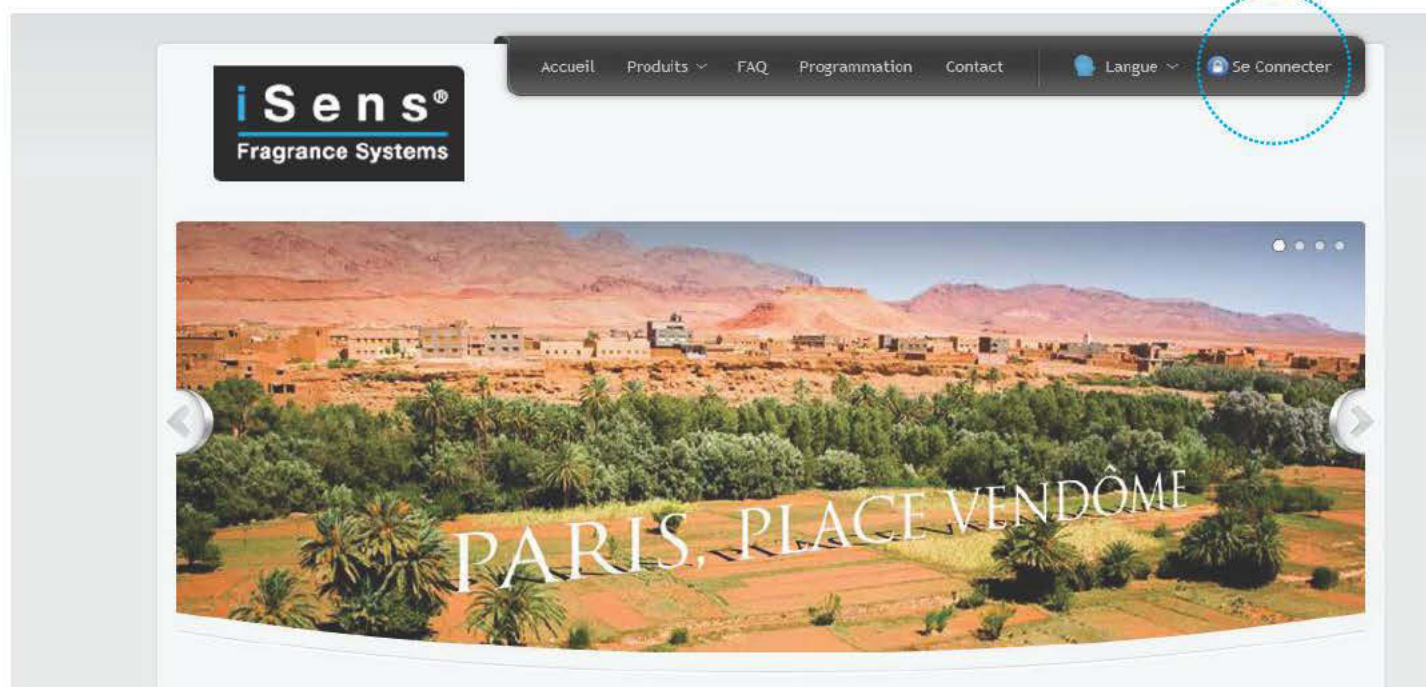 Accueil Produits FAQ Programmation Contact Langue Se Connecter
iSens®
Fragrance Systems
PARIS, PLACE VENDÔME